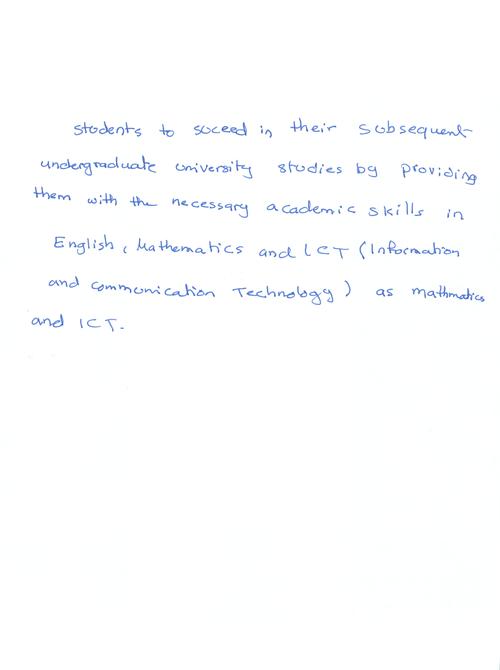 students to suceed in their subsequent
undergraduate university studies by providing
them with the necessary academic skills in
English, Mathematics and ICT (Information
and Communication Technology) as mathmatics
and ICT.